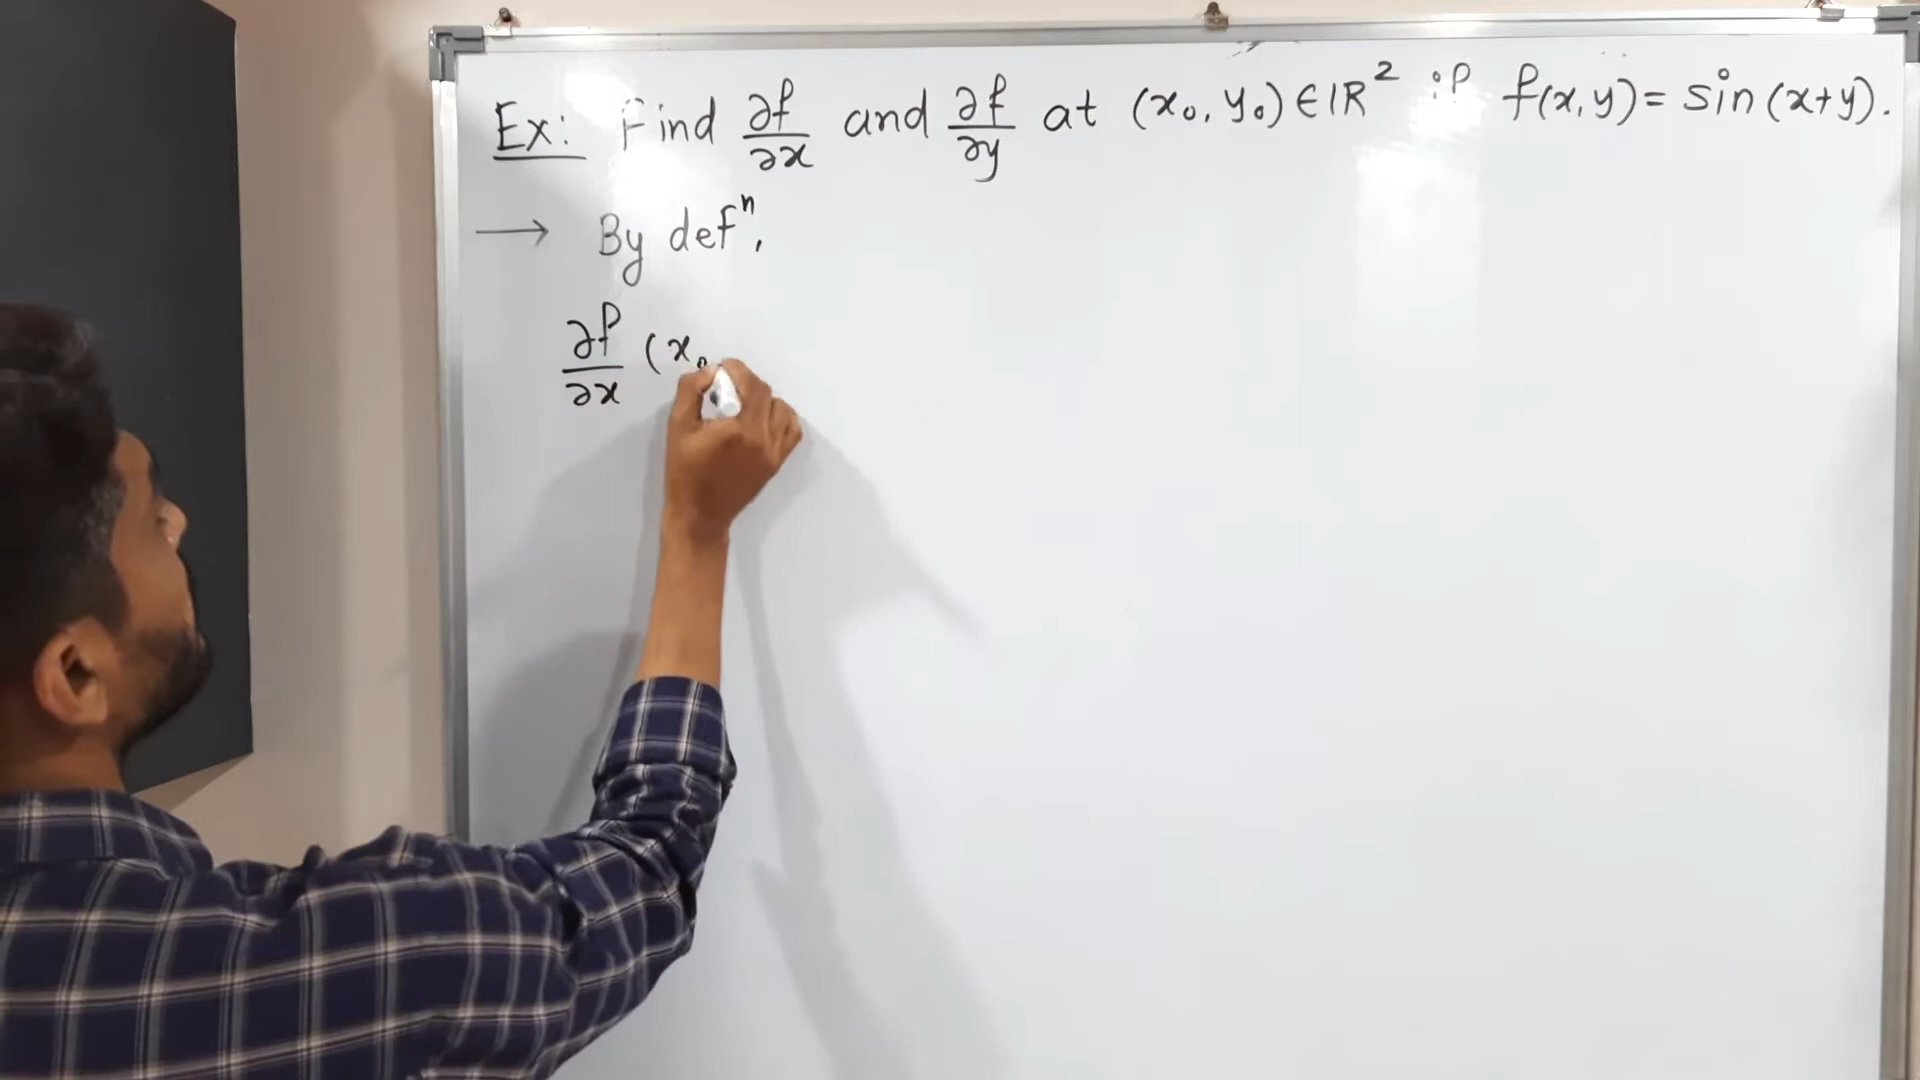 Ex: Find ∂f/∂x and ∂f/∂y at (x₀, y₀) ∈ ℝ² if f(x,y) = sin(x+y).
→ By defⁿ,
∂f/∂x (x₀